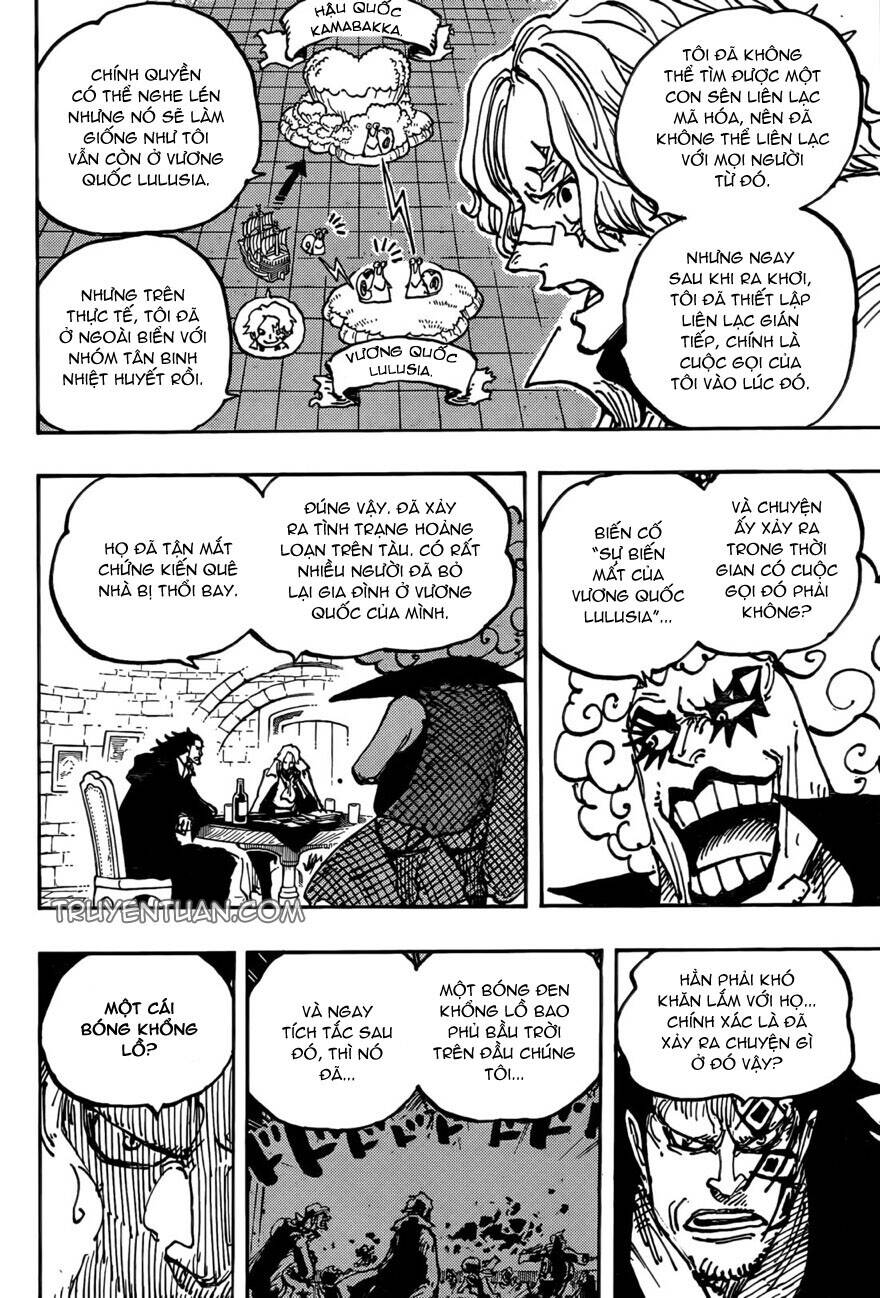 TÔI ĐÃ KHÔNG
THỂ TÌM ĐƯỢC MỘT
CON SÊN LIÊN LẠC
MÃ HÓA, NÊN ĐÃ
KHÔNG THỂ LIÊN LẠC
VỚI MỌI NGƯỜI
TỪ ĐÓ.
NHƯNG NGAY
SAU KHI RA KHƠI,
TÔI ĐÃ THIẾT LẬP
LIÊN LẠC GIÁN
TIẾP, CHÍNH LÀ
CUỘC GỌI CỦA
TÔI VÀO LÚC ĐÓ.
HẬU QUỐC
KAMABAKKA.
VƯƠNG QUỐC
LULUSIA.
CHÍNH QUYỀN
CÓ THỂ NGHE LÉN
NHƯNG NÓ SẼ LÀM
GIỐNG NHƯ TÔI
VẪN CÒN Ở VƯƠNG
QUỐC LULUSIA.
NHƯNG TRÊN
THỰC TẾ, TÔI ĐÃ
Ở NGOÀI BIỂN VỚI
NHÓM TÂN BINH
NHIỆT HUYẾT RỒI.
VÀ CHUYỆN
ẤY XẢY RA
TRONG THỜI
GIAN CÓ CUỘC
GỌI ĐÓ PHẢI
KHÔNG?
BIẾN CỐ
“SỰ BIẾN
MẤT CỦA
VƯƠNG QUỐC
LULUSIA”...
ĐÚNG VẬY. ĐÃ XẢY
RA TÌNH TRẠNG HOẢNG
LOẠN TRÊN TÀU. CÓ RẤT
NHIỀU NGƯỜI ĐÃ BỎ
LẠI GIA ĐÌNH Ở VƯƠNG
QUỐC CỦA MÌNH.
HỌ ĐÃ TẬN MẮT
CHỨNG KIẾN QUÊ
NHÀ BỊ THỔI BAY.
TRUYENTUAN.COM
HẲN PHẢI KHÓ
KHĂN LẮM VỚI HỌ...
CHÍNH XÁC LÀ ĐÃ
XẢY RA CHUYỆN GÌ
Ở ĐÓ VẬY?
MỘT BÓNG ĐEN
KHỔNG LỒ BAO
PHỦ BẦU TRỜI
TRÊN ĐẦU CHÚNG
TÔI...
VÀ NGAY
TÍCH TẮC SAU
ĐÓ, THÌ NÓ
ĐÃ...
ドドドドドド
MỘT CÁI
BÓNG KHỔNG
LỒ?